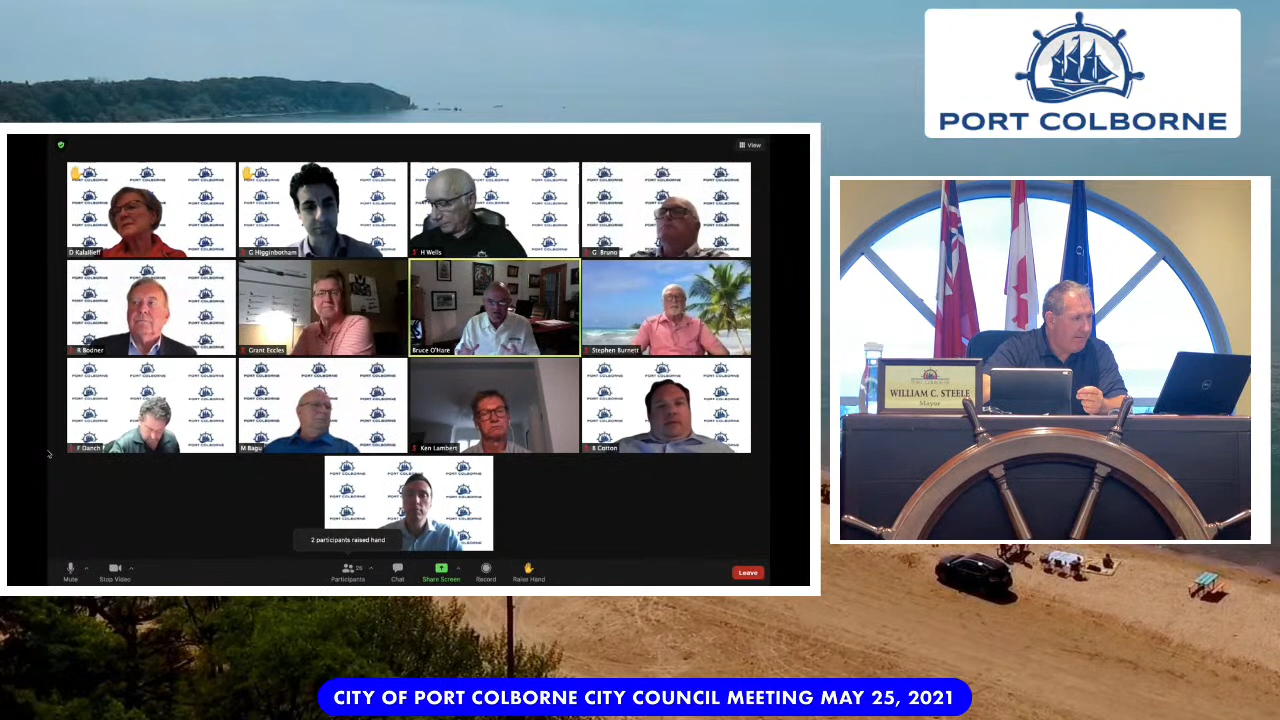 PORT COLBORNE
View
D Kalailieff
G Higginbotham
H Wells
G Bruno
R Bodner
Grant Eccles
Bruce O'Hare
Stephen Burnett
F Danch
M Bagu
Ken Lambert
B Cotton
2 participants raised hand
Mute
Stop Video
Participants
26
Chat
Share Screen
Record
Raise Hand
Leave
WILLIAM C. STEELE
Mayor
CITY OF PORT COLBORNE CITY COUNCIL MEETING MAY 25, 2021